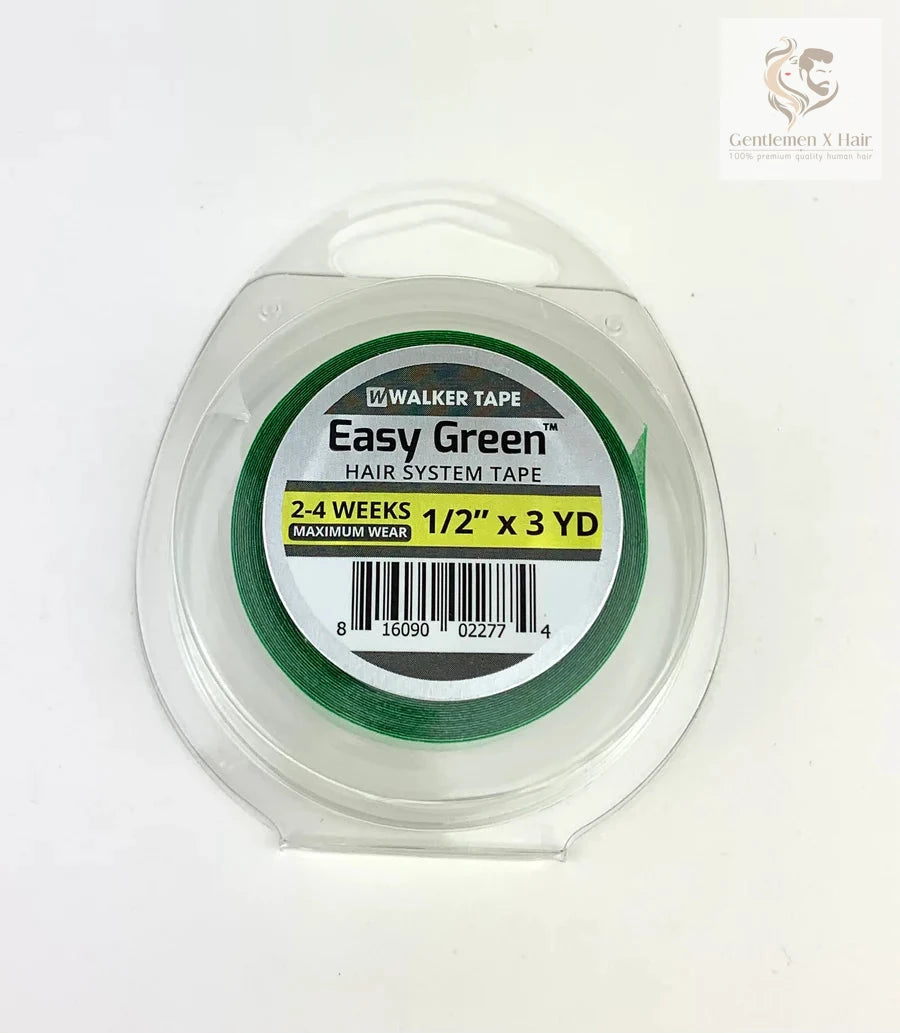 Gentlemen X Hair
100% premium quality human hair
W WALKER TAPE
Easy Green™
HAIR SYSTEM TAPE
2-4 WEEKS
MAXIMUM WEAR
1/2" x 3 YD
8 16090 02277 4